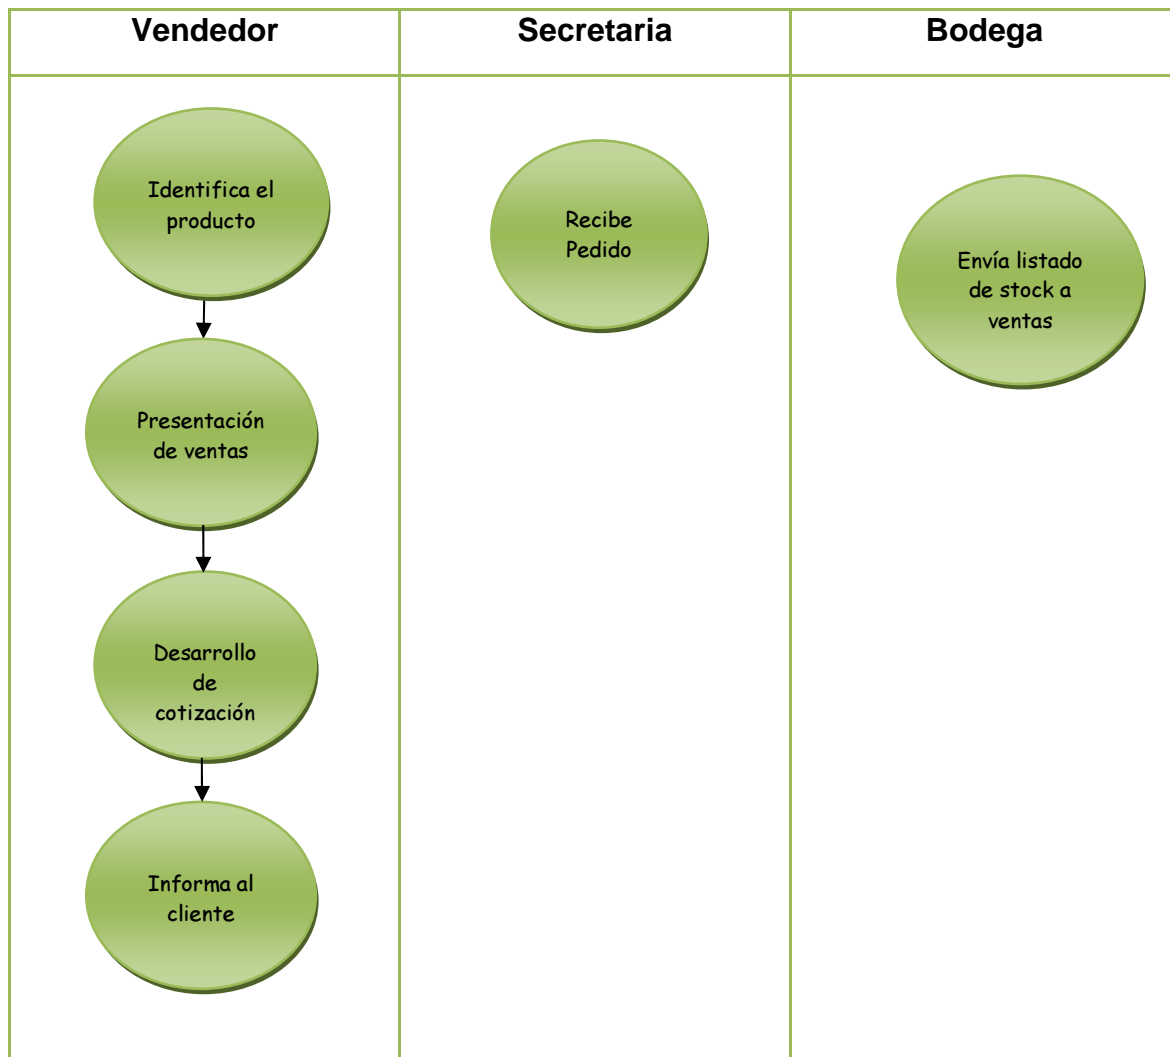 Vendedor
Secretaria
Bodega
Identifica el
producto
Presentación
de ventas
Desarrollo
de
cotización
Informa al
cliente
Recibe
Pedido
Envía listado
de stock a
ventas